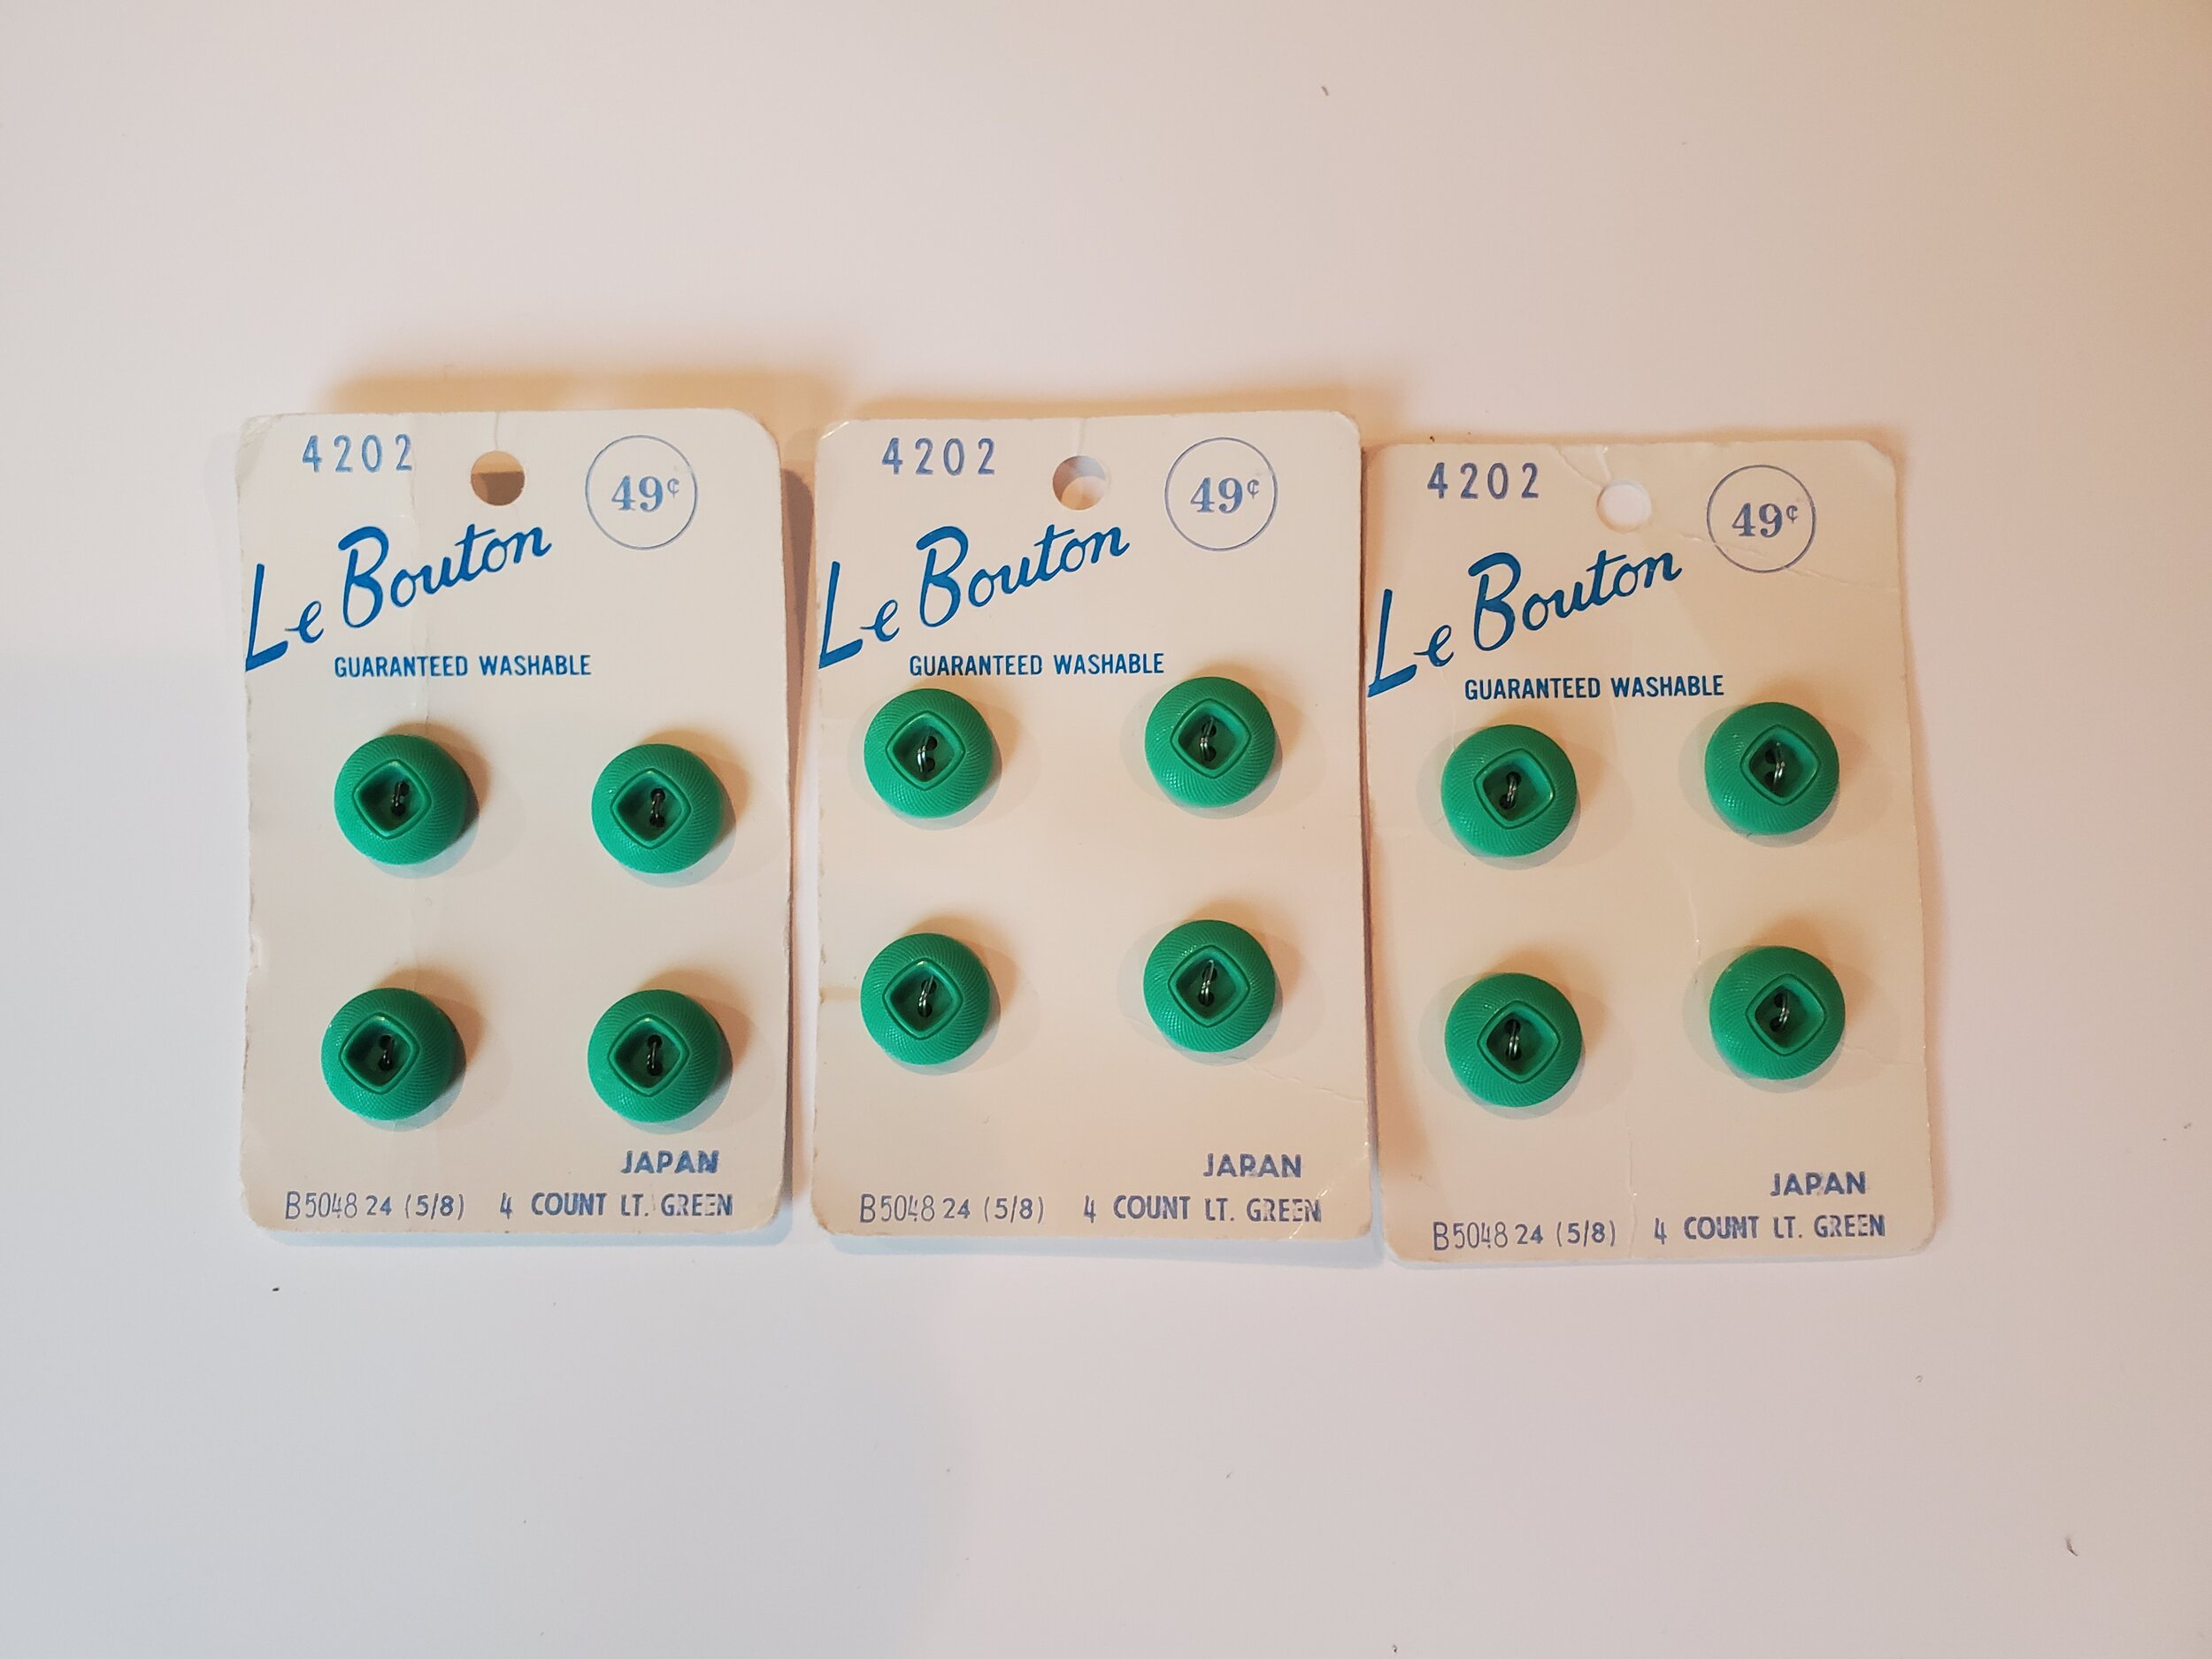 4202
49¢
Le Bouton
GUARANTEED WASHABLE
JAPAN
B5048 24 (5/8) 4 COUNT LT. GREEN
4202
49¢
Le Bouton
GUARANTEED WASHABLE
JAPAN
B5048 24 (5/8) 4 COUNT LT. GREEN
4202
49¢
Le Bouton
GUARANTEED WASHABLE
JAPAN
B5048 24 (5/8) 4 COUNT LT. GREEN